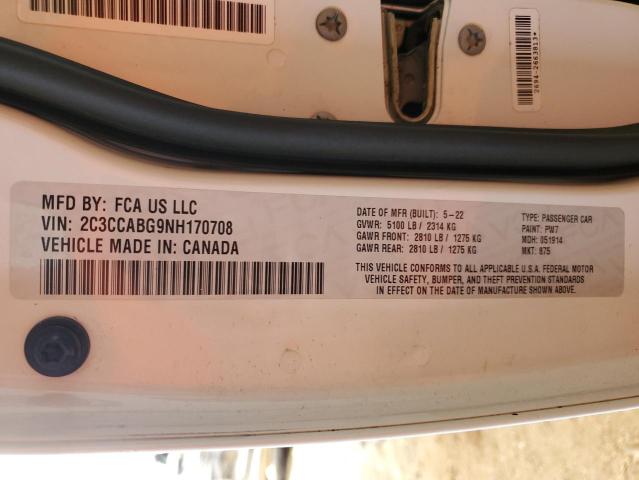 2694-2663813*
MFD BY: FCA US LLC
VIN: 2C3CCABG9NH170708
VEHICLE MADE IN: CANADA
DATE OF MFR (BUILT): 5-22
GVWR: 5100 LB / 2314 KG
GAWR FRONT: 2810 LB / 1275 KG
GAWR REAR: 2810 LB / 1275 KG
TYPE: PASSENGER CAR
PAINT: PW7
MDH: 051914
MKT: 875
THIS VEHICLE CONFORMS TO ALL APPLICABLE U.S.A. FEDERAL MOTOR
VEHICLE SAFETY, BUMPER, AND THEFT PREVENTION STANDARDS
IN EFFECT ON THE DATE OF MANUFACTURE SHOWN ABOVE.